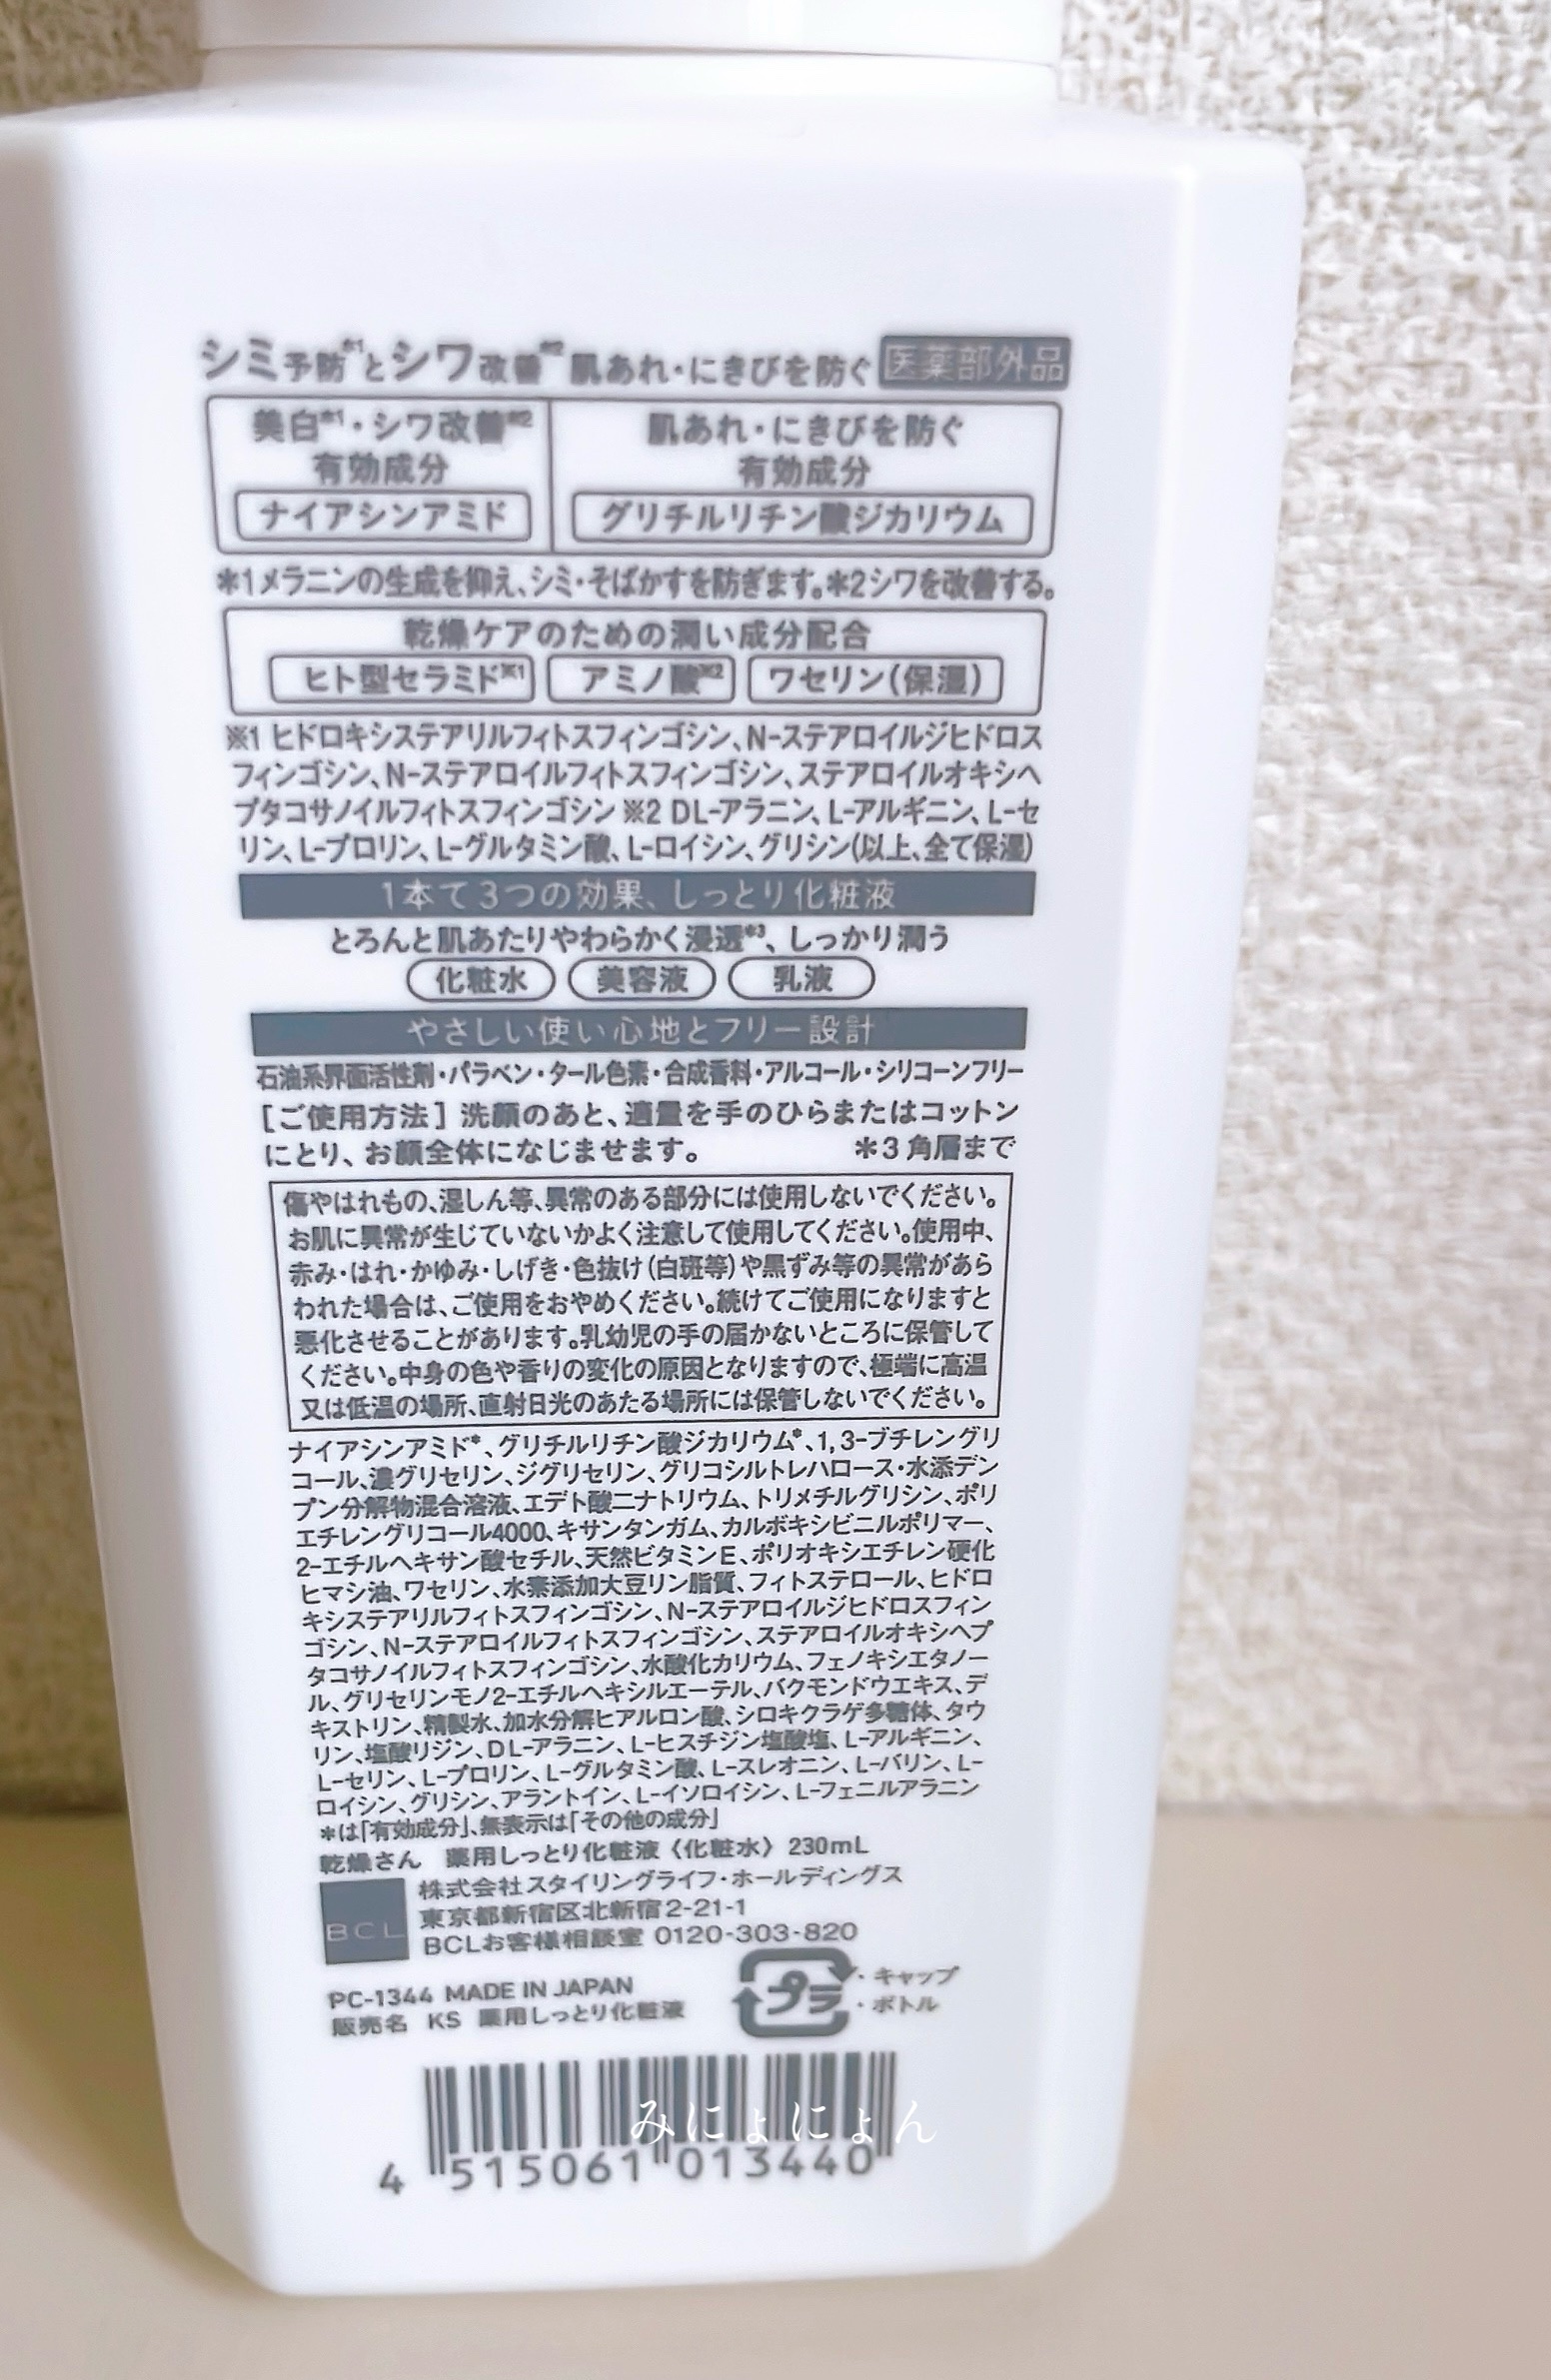 シミ予防*1とシワ改善*2 肌あれ・にきびを防ぐ 医薬部外品
美白*1・シワ改善*2
有効成分
ナイアシンアミド
肌あれ・にきびを防ぐ
有効成分
グリチルリチン酸ジカリウム
*1メラニンの生成を抑え、シミ・そばかすを防ぎます。*2シワを改善する。
乾燥ケアのための潤い成分配合
ヒト型セラミド※1 アミノ酸※2 ワセリン(保湿)
※1 ヒドロキシステアリルフィトスフィンゴシン、N-ステアロイルジヒドロス
フィンゴシン、N-ステアロイルフィトスフィンゴシン、ステアロイルオキシヘ
プタコサノイルフィトスフィンゴシン ※2 DL-アラニン、L-アルギニン、L-セ
リン、L-プロリン、L-グルタミン酸、L-ロイシン、グリシン(以上、全て保湿)
1本で3つの効果、しっとり化粧液
とろんと肌あたりやわらかく浸透*3、しっかり潤う
化粧水 美容液 乳液
やさしい使い心地とフリー設計
石油系界面活性剤・パラベン・タール色素・合成香料・アルコール・シリコーンフリー
[ご使用方法] 洗顔のあと、適量を手のひらまたはコットン
にとり、お顔全体になじませます。 *3 角層まで
傷やはれもの、湿しん等、異常のある部分には使用しないでください。
お肌に異常が生じていないかよく注意して使用してください。使用中、
赤み・はれ・かゆみ・しげき・色抜け(白斑等)や黒ずみ等の異常があら
われた場合は、ご使用をおやめください。続けてご使用になりますと
悪化させることがあります。乳幼児の手の届かないところに保管して
ください。中身の色や香りの変化の原因となりますので、極端に高温
又は低温の場所、直射日光のあたる場所には保管しないでください。
ナイアシンアミド*、グリチルリチン酸ジカリウム*、1,3-ブチレングリ
コール、濃グリセリン、ジグリセリン、グリコシルトレハロース・水添デン
プン分解物混合溶液、エデト酸二ナトリウム、トリメチルグリシン、ポリ
エチレングリコール4000、キサンタンガム、カルボキシビニルポリマー、
2-エチルヘキサン酸セチル、天然ビタミンE、ポリオキシエチレン硬化
ヒマシ油、ワセリン、水素添加大豆リン脂質、フィトステロール、ヒドロ
キシステアリルフィトスフィンゴシン、N-ステアロイルジヒドロスフィン
ゴシン、N-ステアロイルフィトスフィンゴシン、ステアロイルオキシヘプ
タコサノイルフィトスフィンゴシン、水酸化カリウム、フェノキシエタノー
ル、グリセリンモノ2-エチルヘキシルエーテル、バクモンドウエキス、デ
キストリン、精製水、加水分解ヒアルロン酸、シロキクラゲ多糖体、タウ
リン、塩酸リジン、DL-アラニン、L-ヒスチジン塩酸塩、L-アルギニン、
L-セリン、L-プロリン、L-グルタミン酸、L-スレオニン、L-バリン、L-
ロイシン、グリシン、アラントイン、L-イソロイシン、L-フェニルアラニン
*は「有効成分」、無表示は「その他の成分」
乾燥さん 薬用しっとり化粧液〈化粧水〉 230mL
BCL
株式会社スタイリングライフ・ホールディングス
東京都新宿区北新宿2-21-1
BCLお客様相談室 0120-303-820
PC-1344 MADE IN JAPAN
販売名 KS 薬用しっとり化粧液
プラ
・キャップ
・ボトル
みにょにょん
4 515061 013440